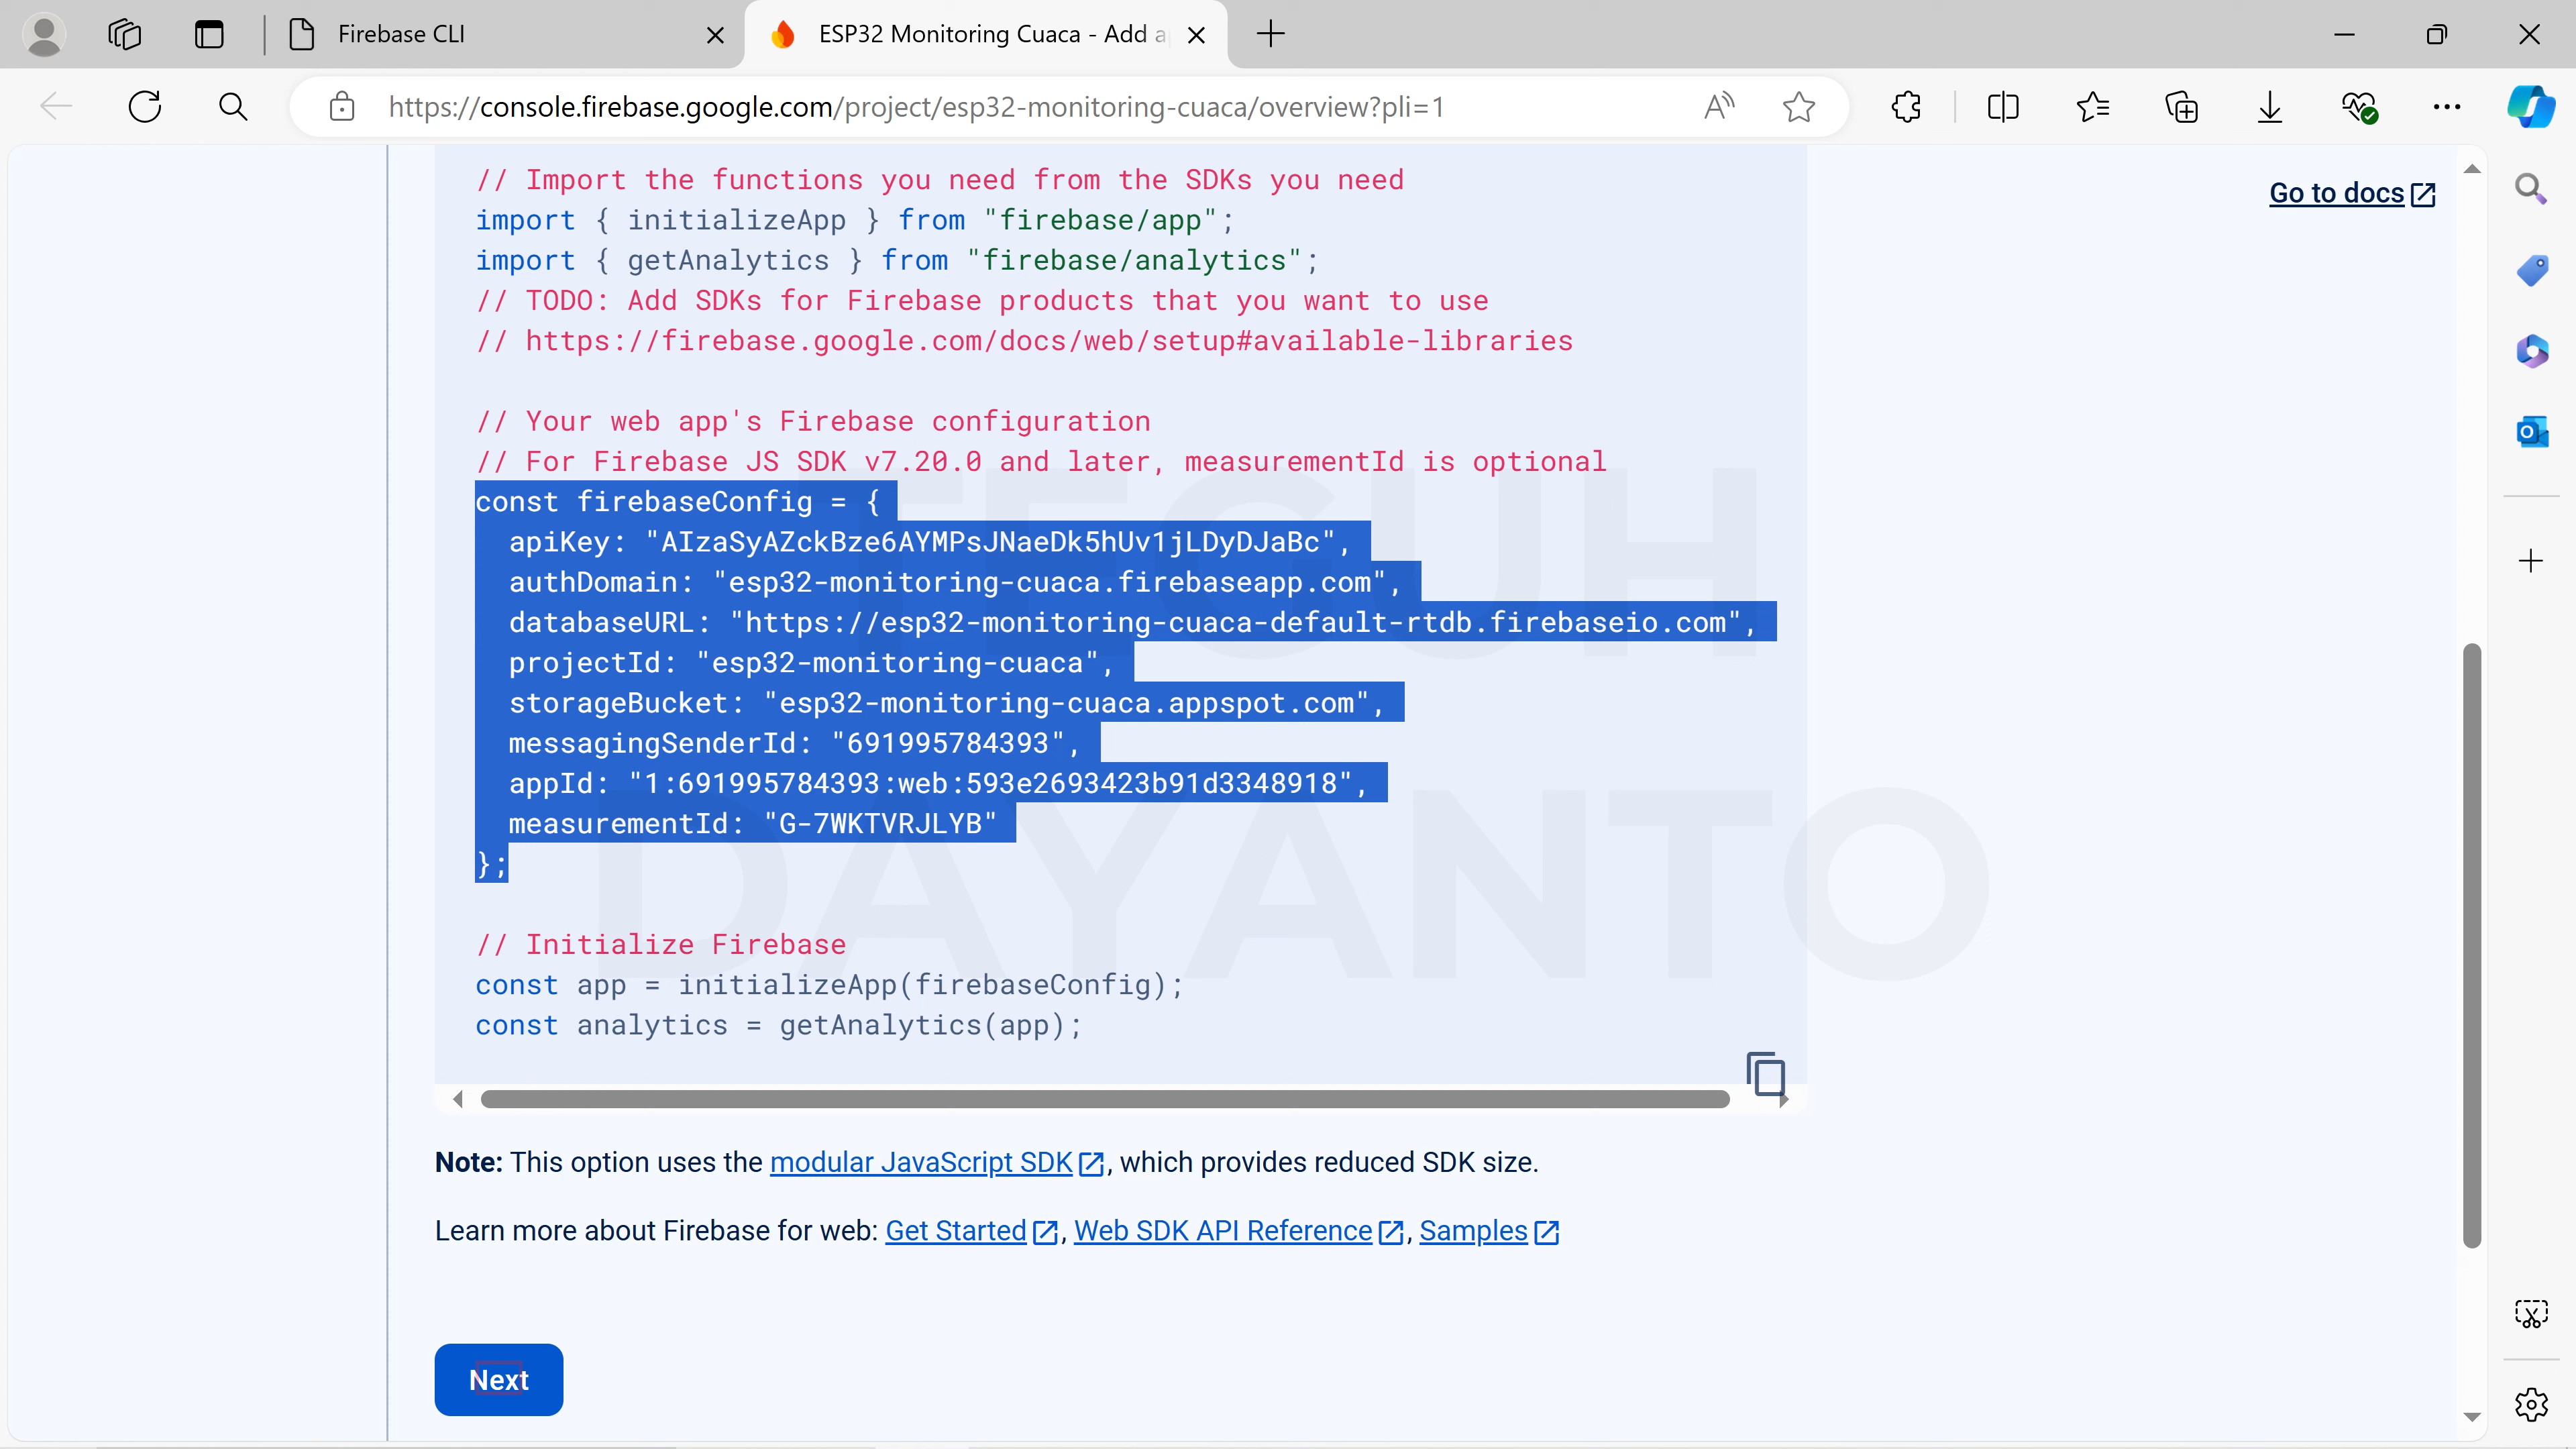 Firebase CLI
ESP32 Monitoring Cuaca - Add a
https://console.firebase.google.com/project/esp32-monitoring-cuaca/overview?pli=1
Go to docs
// Import the functions you need from the SDKs you need
import { initializeApp } from "firebase/app";
import { getAnalytics } from "firebase/analytics";
// TODO: Add SDKs for Firebase products that you want to use
// https://firebase.google.com/docs/web/setup#available-libraries
// Your web app's Firebase configuration
// For Firebase JS SDK v7.20.0 and later, measurementId is optional
const firebaseConfig = {
  apiKey: "AIzaSyAZckBze6AYMPsJNaeDk5hUv1jLDyDJaBc",
  authDomain: "esp32-monitoring-cuaca.firebaseapp.com",
  databaseURL: "https://esp32-monitoring-cuaca-default-rtdb.firebaseio.com",
  projectId: "esp32-monitoring-cuaca",
  storageBucket: "esp32-monitoring-cuaca.appspot.com",
  messagingSenderId: "691995784393",
  appId: "1:691995784393:web:593e2693423b91d3348918",
  measurementId: "G-7WKTVRJLYB"
};
// Initialize Firebase
const app = initializeApp(firebaseConfig);
const analytics = getAnalytics(app);
TEGUH
DAYANTO
Note: This option uses the modular JavaScript SDK, which provides reduced SDK size.
Learn more about Firebase for web: Get Started, Web SDK API Reference, Samples
Next